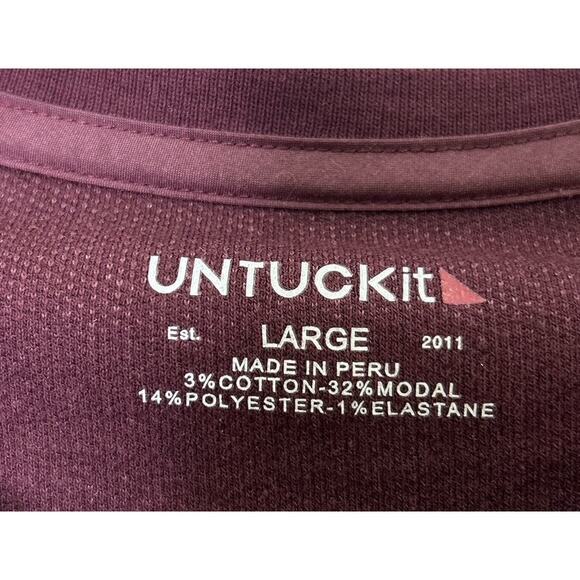 UNTUCKit
Est. LARGE 2011
MADE IN PERU
3%COTTON-32%MODAL
14%POLYESTER-1%ELASTANE